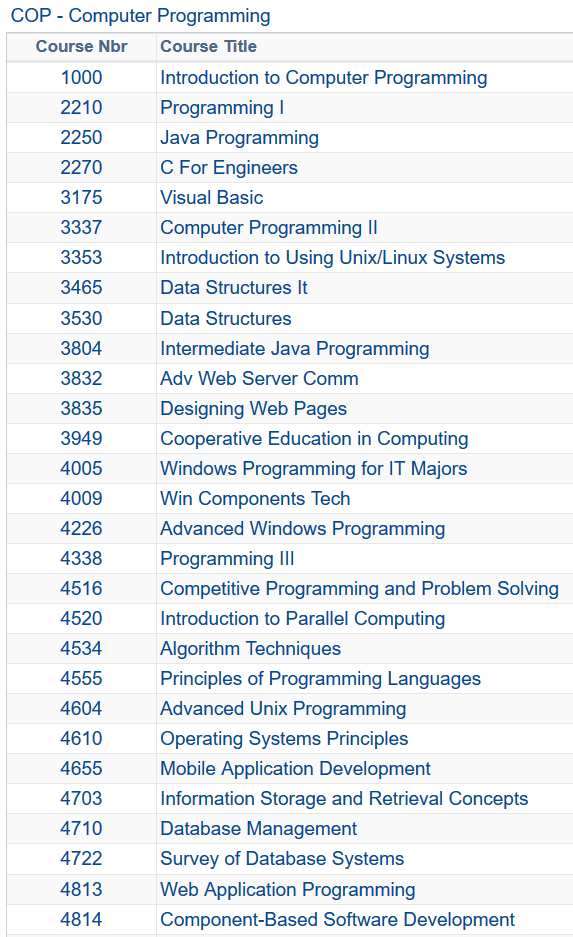 COP - Computer Programming
Course Nbr Course Title
1000 Introduction to Computer Programming
2210 Programming I
2250 Java Programming
2270 C For Engineers
3175 Visual Basic
3337 Computer Programming II
3353 Introduction to Using Unix/Linux Systems
3465 Data Structures It
3530 Data Structures
3804 Intermediate Java Programming
3832 Adv Web Server Comm
3835 Designing Web Pages
3949 Cooperative Education in Computing
4005 Windows Programming for IT Majors
4009 Win Components Tech
4226 Advanced Windows Programming
4338 Programming III
4516 Competitive Programming and Problem Solving
4520 Introduction to Parallel Computing
4534 Algorithm Techniques
4555 Principles of Programming Languages
4604 Advanced Unix Programming
4610 Operating Systems Principles
4655 Mobile Application Development
4703 Information Storage and Retrieval Concepts
4710 Database Management
4722 Survey of Database Systems
4813 Web Application Programming
4814 Component-Based Software Development